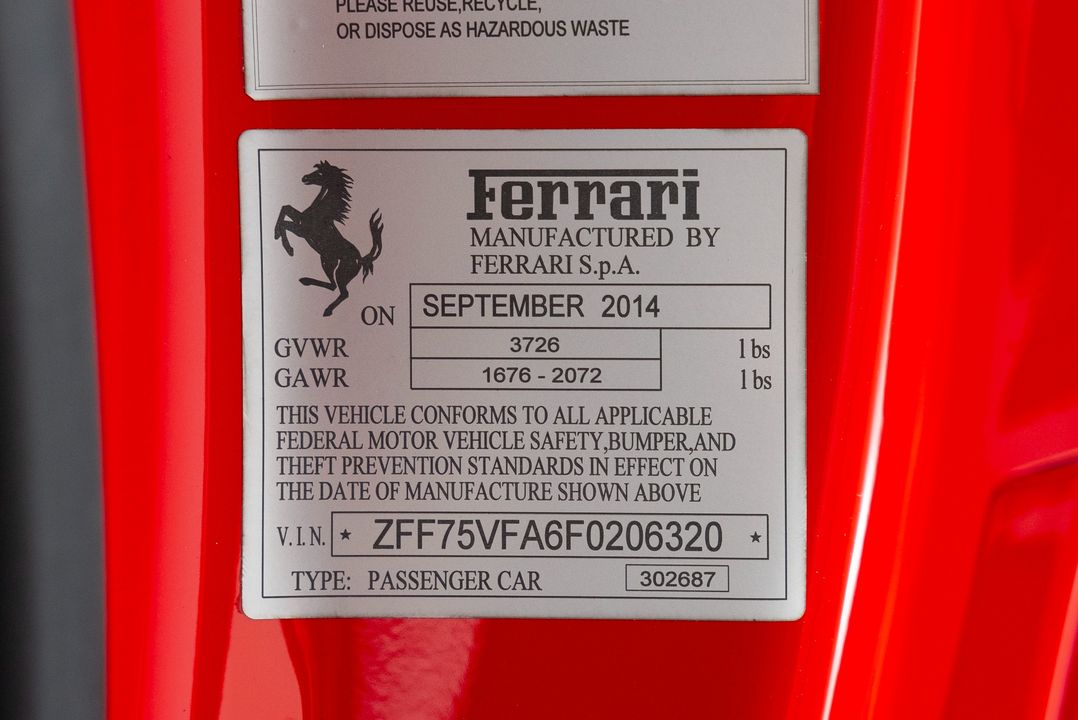 PLEASE REUSE,RECYCLE,
OR DISPOSE AS HAZARDOUS WASTE
Ferrari
MANUFACTURED BY
FERRARI S.p.A.
ON SEPTEMBER 2014
GVWR 3726 lbs
GAWR 1676 - 2072 lbs
THIS VEHICLE CONFORMS TO ALL APPLICABLE
FEDERAL MOTOR VEHICLE SAFETY,BUMPER,AND
THEFT PREVENTION STANDARDS IN EFFECT ON
THE DATE OF MANUFACTURE SHOWN ABOVE
V.I.N. ★ ZFF75VFA6F0206320 ★
TYPE: PASSENGER CAR 302687